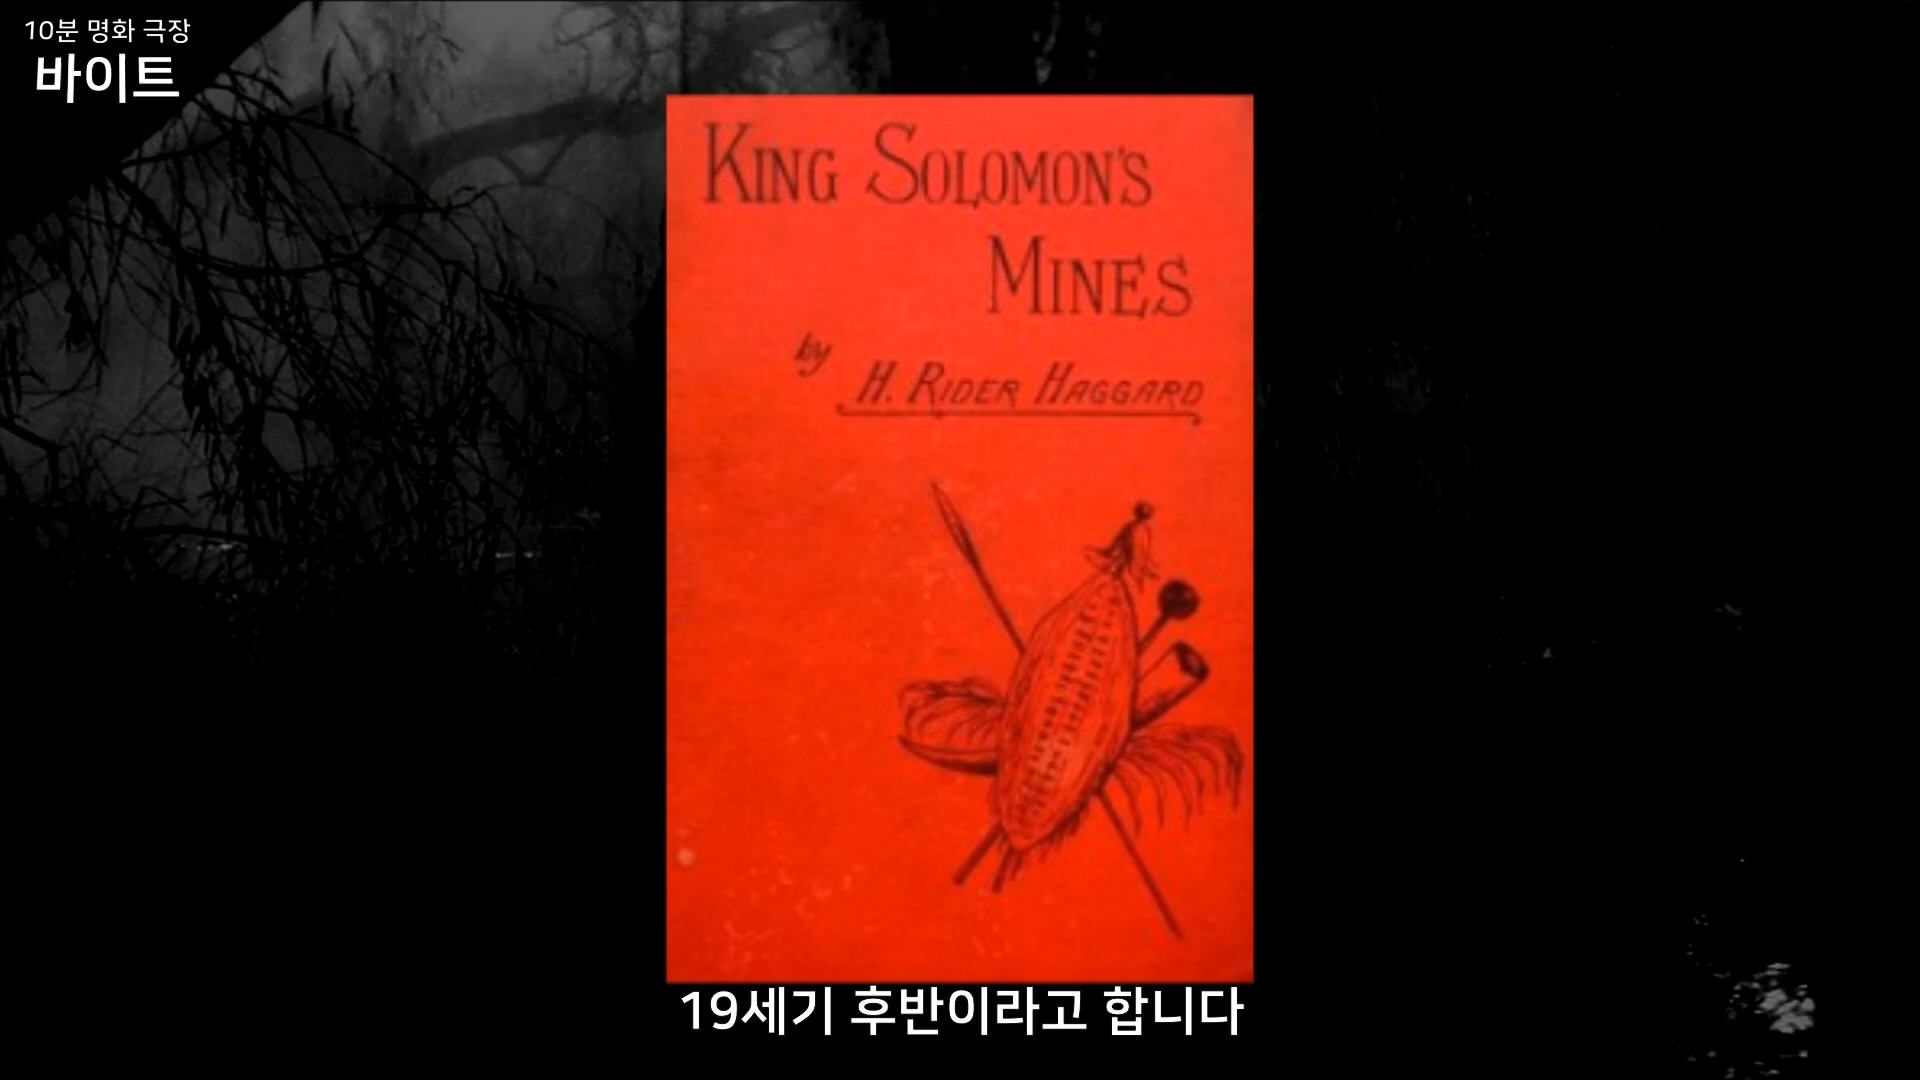 10분 명화 극장
바이트
KING SOLOMON'S
MINES
by
H. RIDER HAGGARD
19세기 후반이라고 합니다